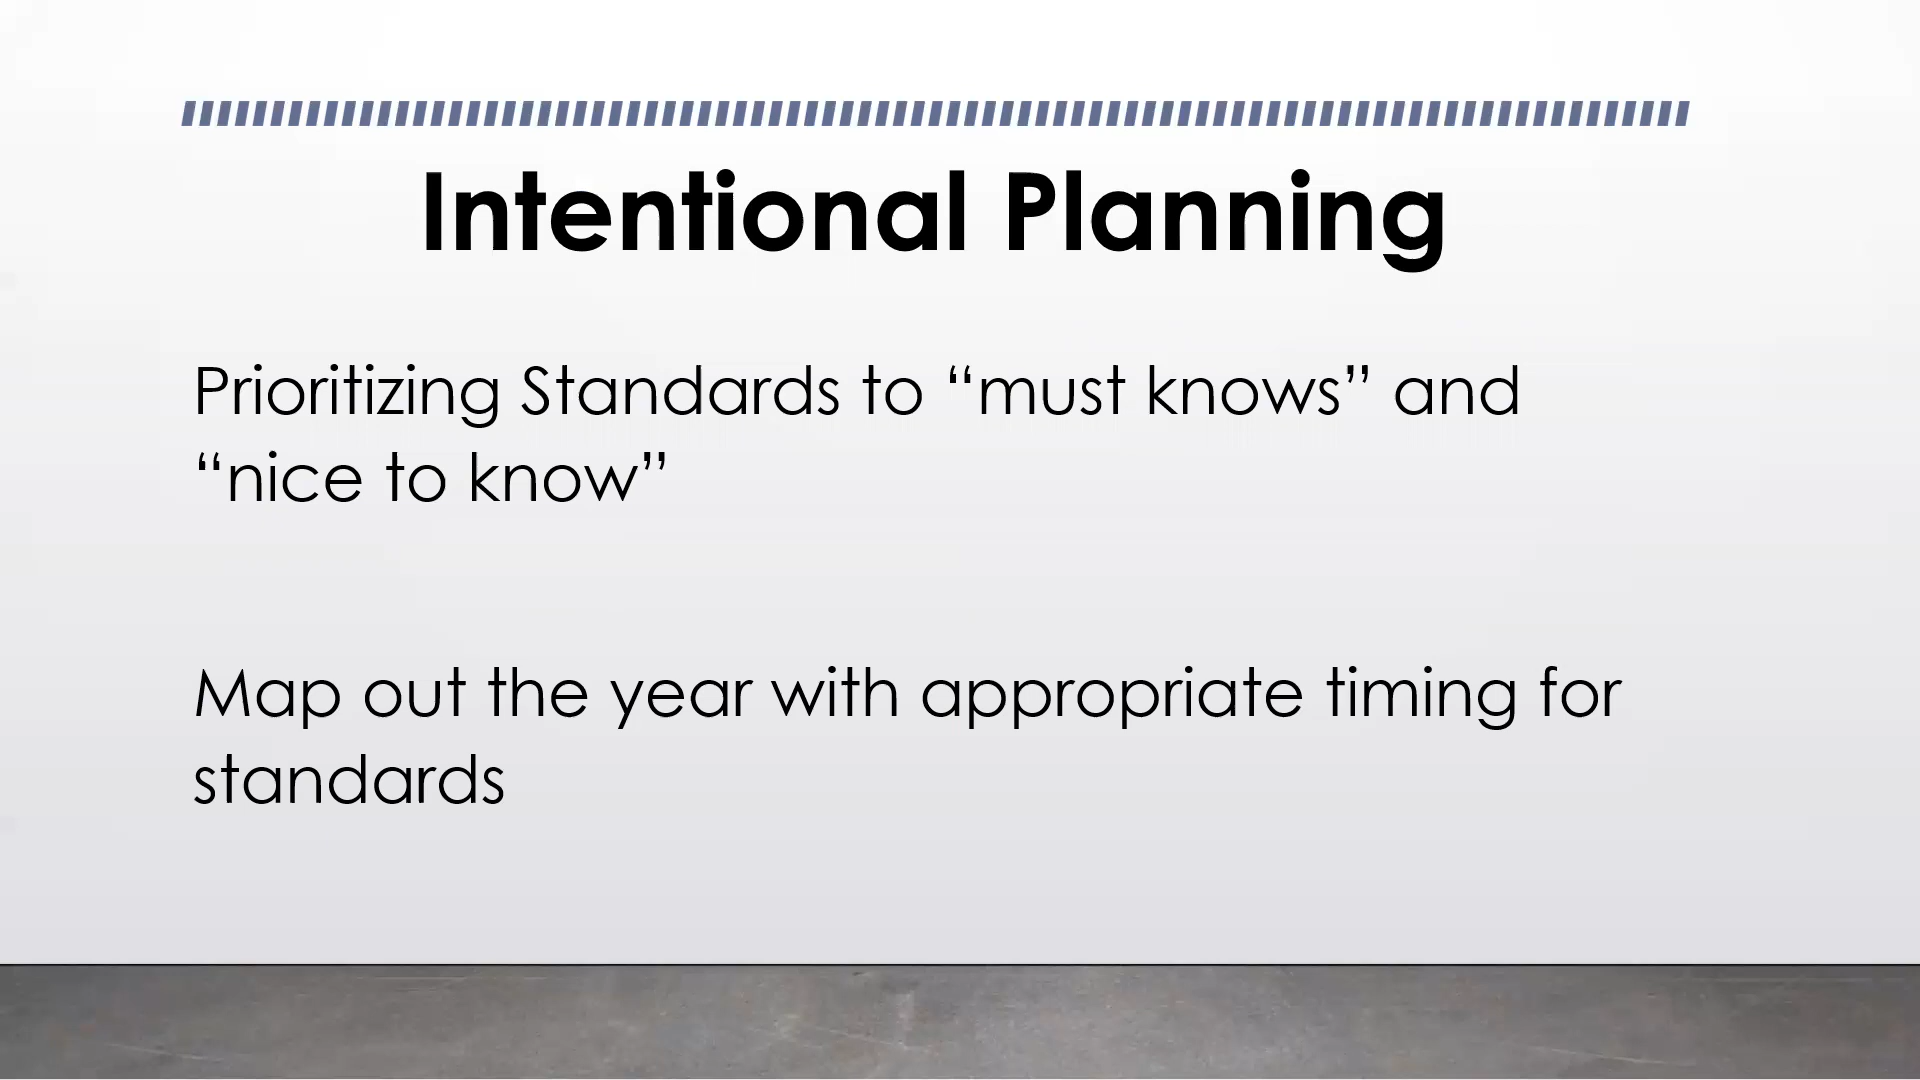 Intentional Planning
Prioritizing Standards to “must knows” and
“nice to know”
Map out the year with appropriate timing for
standards